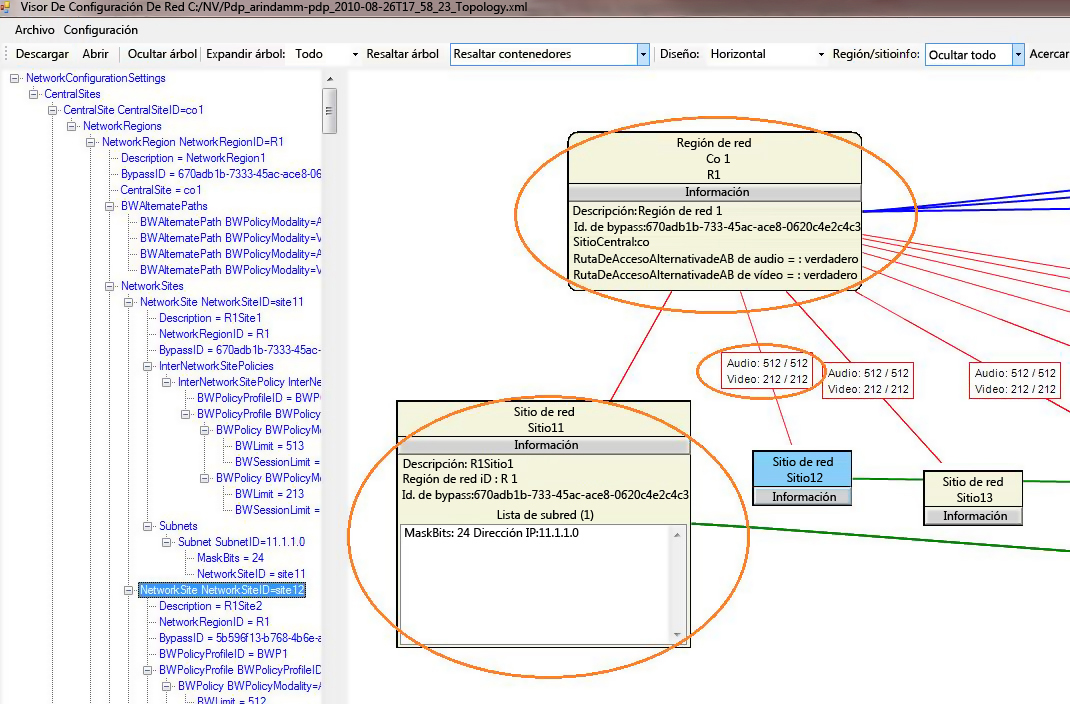 Visor De Configuración De Red C:/NV/Pdp_arindamm-pdp_2010-08-26T17_58_23_Topology.xml
Archivo Configuración
Descargar Abrir Ocultar árbol Expandir árbol: Todo Resaltar árbol Resaltar contenedores Diseño: Horizontal Región/sitioinfo: Ocultar todo Acercar
NetworkConfigurationSettings
CentralSites
CentralSite CentralSiteID=co1
NetworkRegions
NetworkRegion NetworkRegionID=R1
Description = NetworkRegion1
BypassID = 670adb1b-7333-45ac-ace8-06
CentralSite = co1
BWAlternatePaths
BWAlternatePath BWPolicyModality=A
BWAlternatePath BWPolicyModality=V
BWAlternatePath BWPolicyModality=A
BWAlternatePath BWPolicyModality=V
NetworkSites
NetworkSite NetworkSiteID=site11
Description = R1Site1
NetworkRegionID = R1
BypassID = 670adb1b-7333-45ac-
InterNetworkSitePolicies
InterNetworkSitePolicy InterNe
BWPolicyProfileID = BWP
BWPolicyProfile BWPolicy
BWPolicy BWPolicyM
BWLimit = 513
BWSessionLimit =
BWPolicy BWPolicyM
BWLimit = 213
BWSessionLimit =
Subnets
Subnet SubnetID=11.1.1.0
MaskBits = 24
NetworkSiteID = site11
NetworkSite NetworkSiteID=site12
Description = R1Site2
NetworkRegionID = R1
BypassID = 5b596f13-b768-4b6e-a
BWPolicyProfileID = BWP1
BWPolicyProfile BWPolicyProfileID
BWPolicy BWPolicyModality=A
BWLimit = 512
Región de red
Co 1
R1
Información
Descripción:Región de red 1
Id. de bypass:670adb1b-733-45ac-ace8-0620c4e2c4c3
SitioCentral:co
RutaDeAccesoAlternativadeAB de audio = : verdadero
RutaDeAccesoAlternativadeAB de vídeo = : verdadero
Audio: 512 / 512
Video: 212 / 212
Audio: 512 / 512
Video: 212 / 212
Audio: 512 / 512
Video: 212 / 212
Sitio de red
Sitio11
Información
Descripción: R1Sitio1
Región de red iD : R 1
Id. de bypass:670adb1b-733-45ac-ace8-0620c4e2c4c3
Lista de subred (1)
MaskBits: 24 Dirección IP:11.1.1.0
Sitio de red
Sitio12
Información
Sitio de red
Sitio13
Información